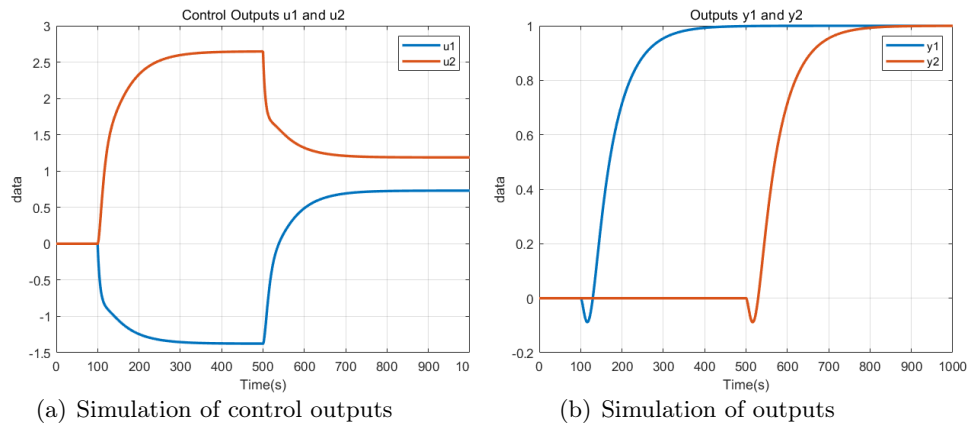 Control Outputs u1 and u2
3
2.5
2
1.5
1
0.5
0
-0.5
-1
-1.5
data
0 100 200 300 400 500 600 700 800 900 100
Time(s)
u1
u2
(a) Simulation of control outputs
Outputs y1 and y2
1
0.8
0.6
0.4
0.2
0
-0.2
data
0 100 200 300 400 500 600 700 800 900 1000
Time(s)
y1
y2
(b) Simulation of outputs